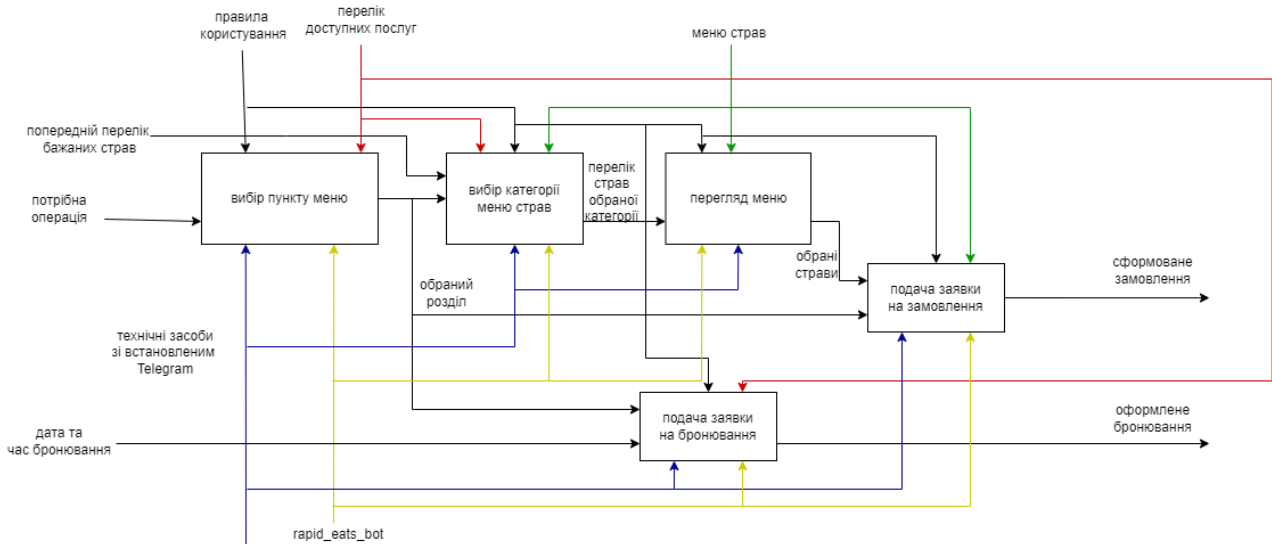 правила
користування
перелік
доступних послуг
меню страв
попередній перелік
бажаних страв
потрібна
операція
вибір пункту меню
вибір категорії
меню страв
перелік
страв
обраної
категорії
перегляд меню
обраний
розділ
обрані
страви
подача заявки
на замовлення
сформоване
замовлення
технічні засоби
зі встановленим
Telegram
дата та
час бронювання
подача заявки
на бронювання
оформлене
бронювання
rapid_eats_bot